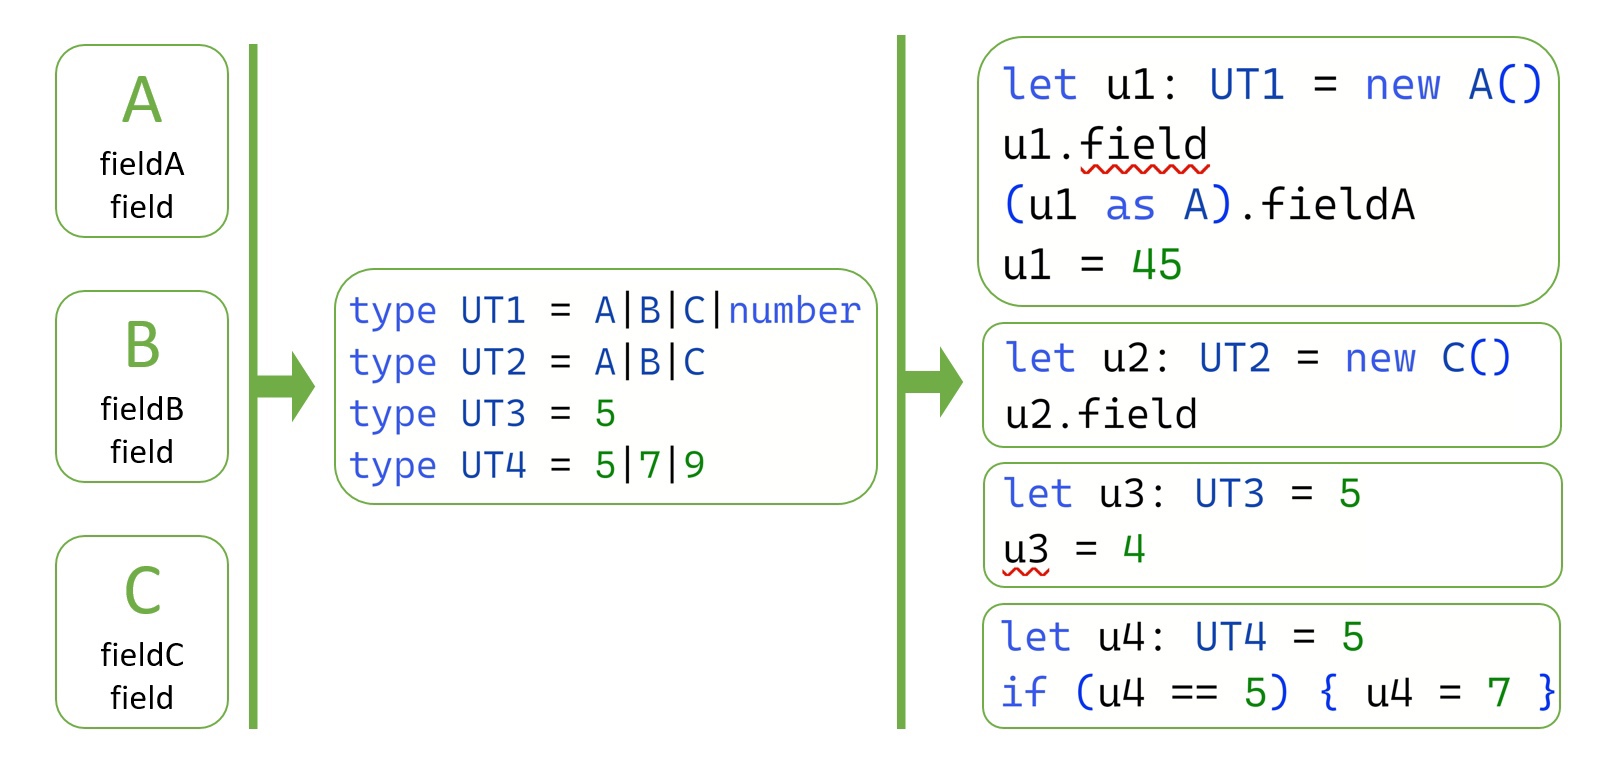 A
fieldA
field
B
fieldB
field
C
fieldC
field
type UT1 = A|B|C|number
type UT2 = A|B|C
type UT3 = 5
type UT4 = 5|7|9
let u1: UT1 = new A()
u1.field
(u1 as A).fieldA
u1 = 45
let u2: UT2 = new C()
u2.field
let u3: UT3 = 5
u3 = 4
let u4: UT4 = 5
if (u4 == 5) { u4 = 7 }